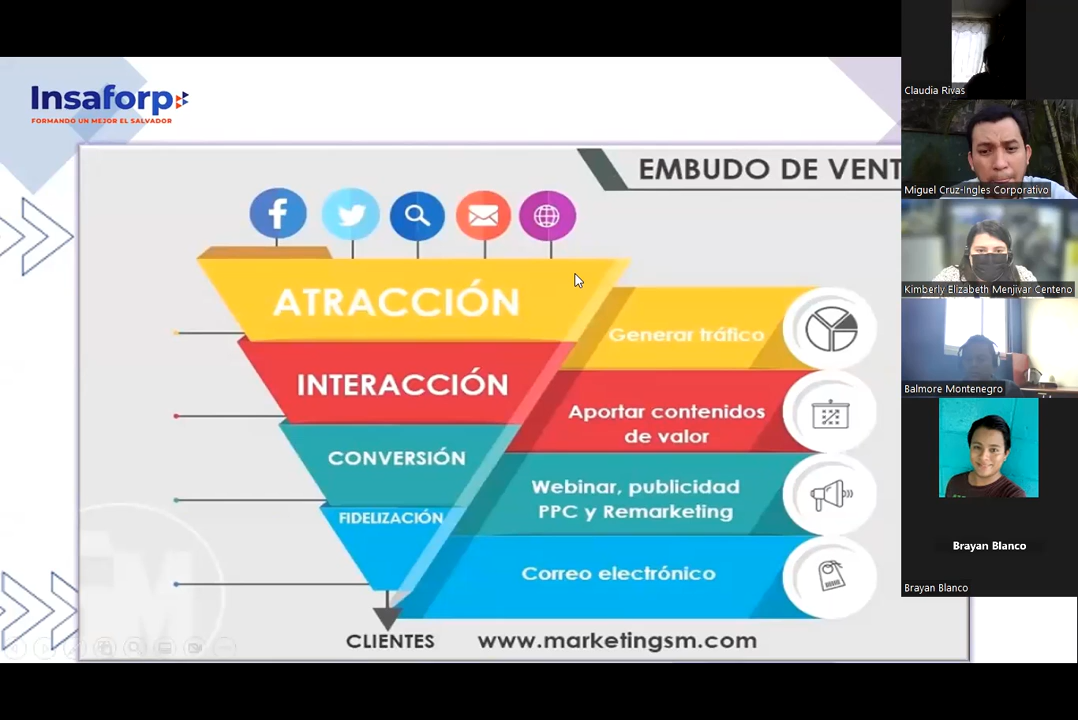 Insaforp
FORMANDO UN MEJOR EL SALVADOR
EMBUDO DE VENT
ATRACCIÓN
Generar tráfico
INTERACCIÓN
Aportar contenidos
de valor
CONVERSIÓN
Webinar, publicidad
PPC y Remarketing
FIDELIZACIÓN
Correo electrónico
CLIENTES
www.marketingsm.com
Claudia Rivas
Miguel Cruz-Ingles Corporativo
Kimberly Elizabeth Menjivar Centeno
Balmore Montenegro
Brayan Blanco
Brayan Blanco